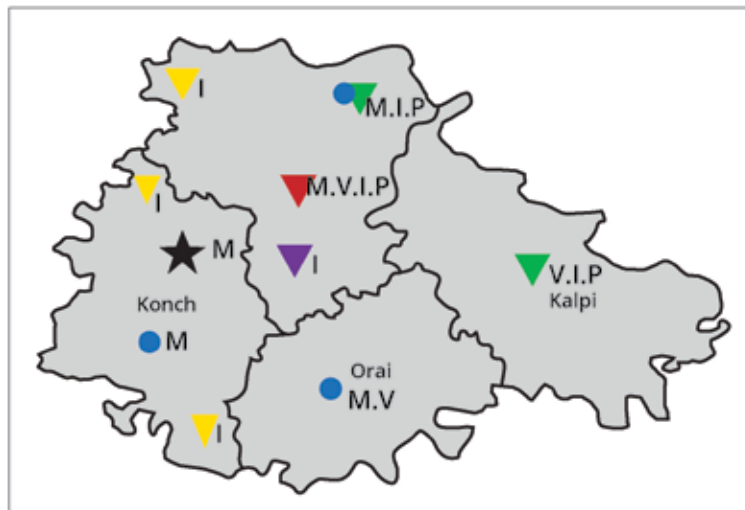 I
M.I.P
M.V.I.P
I
M
I
V.I.P
Kalpi
Konch
M
Orai
M.V
I